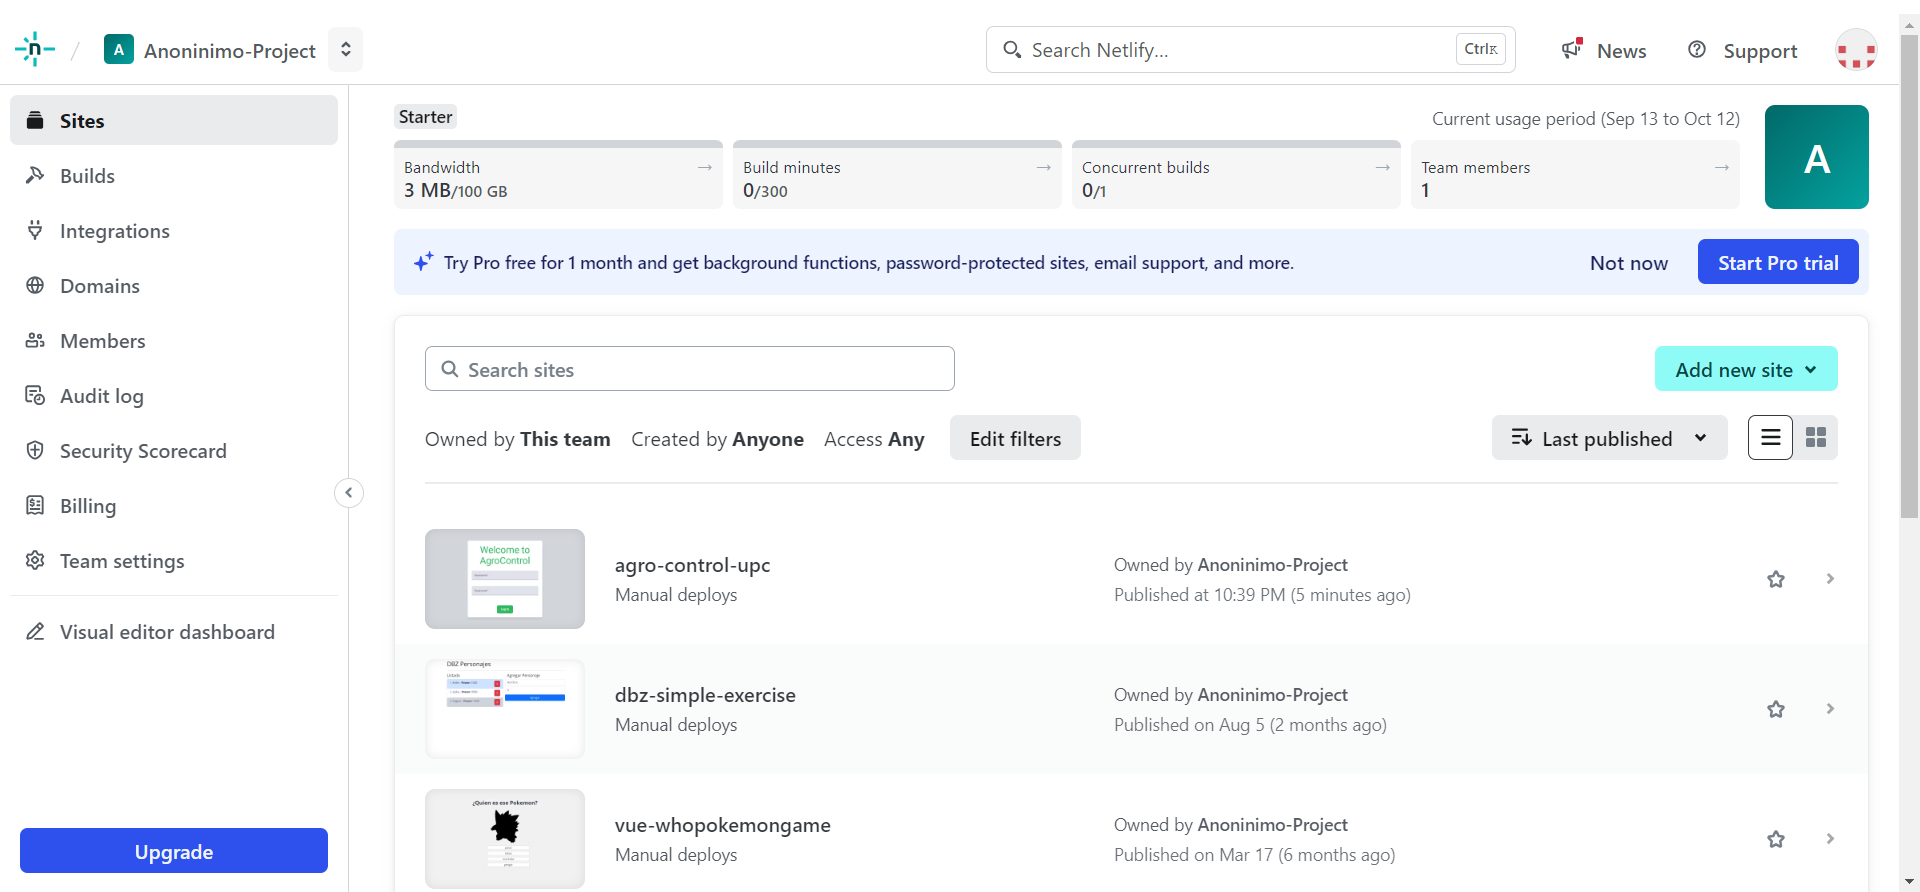 A Anoninimo-Project
Search Netlify... Ctrl K
News
Support
Sites
Builds
Integrations
Domains
Members
Audit log
Security Scorecard
Billing
Team settings
Visual editor dashboard
Upgrade
Starter
Current usage period (Sep 13 to Oct 12)
A
Bandwidth →
3 MB/100 GB
Build minutes →
0/300
Concurrent builds →
0/1
Team members →
1
Try Pro free for 1 month and get background functions, password-protected sites, email support, and more.
Not now
Start Pro trial
Search sites
Add new site
Owned by This team Created by Anyone Access Any
Edit filters
Last published
Welcome to
AgroControl
agro-control-upc
Manual deploys
Owned by Anoninimo-Project
Published at 10:39 PM (5 minutes ago)
DBZ Personajes
dbz-simple-exercise
Manual deploys
Owned by Anoninimo-Project
Published on Aug 5 (2 months ago)
¿Quien es ese Pokemon?
vue-whopokemongame
Manual deploys
Owned by Anoninimo-Project
Published on Mar 17 (6 months ago)